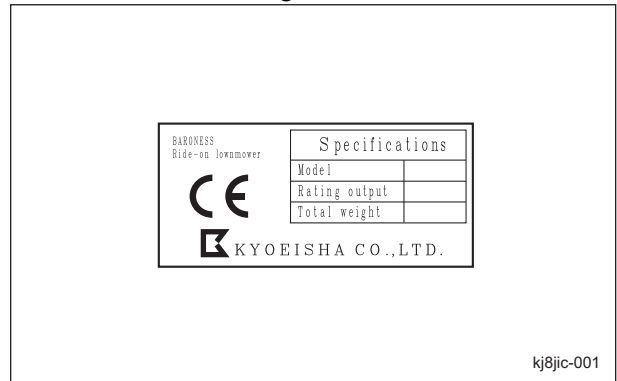 BARONESS
Ride-on lownmower
Specifications
Model
Rating output
Total weight
CE
KYOEISHA CO.,LTD.
kj8jic-001